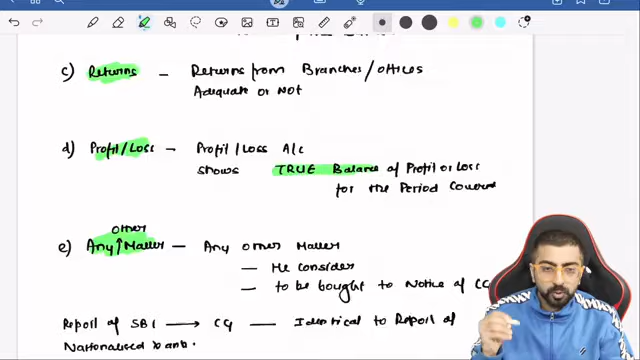 c) Returns - Returns from Branches/offices
Adequate or Not
d) Profit/Loss - Profit/Loss A/c
shows TRUE Balance of Profit or Loss
for the Period Covered
other
e) Any ↑ Matter - Any other Matter
- He consider
- to be bought to Notice of CG
Report of SBI → CG - Identical to Report of
Nationalised Bank.